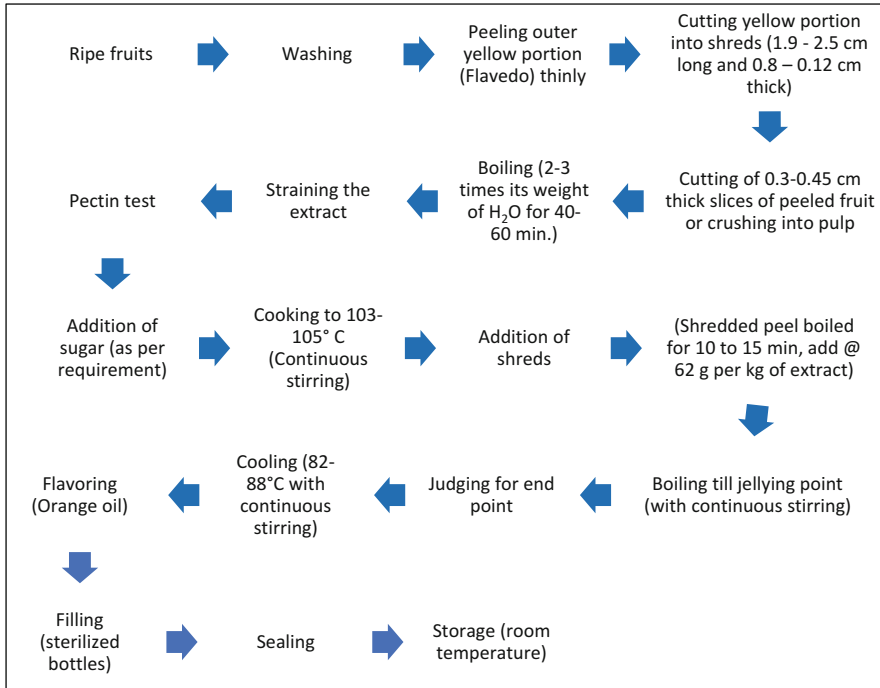 Ripe fruits
Washing
Peeling outer
yellow portion
(Flavedo) thinly
Cutting yellow portion
into shreds (1.9 - 2.5 cm
long and 0.8 – 0.12 cm
thick)
Cutting of 0.3-0.45 cm
thick slices of peeled fruit
or crushing into pulp
Boiling (2-3
times its weight
of H₂O for 40-
60 min.)
Straining the
extract
Pectin test
Addition of
sugar (as per
requirement)
Cooking to 103-
105° C
(Continuous
stirring)
Addition of
shreds
(Shredded peel boiled
for 10 to 15 min, add @
62 g per kg of extract)
Boiling till jellying point
(with continuous stirring)
Judging for end
point
Cooling (82-
88°C with
continuous
stirring)
Flavoring
(Orange oil)
Filling
(sterilized
bottles)
Sealing
Storage (room
temperature)